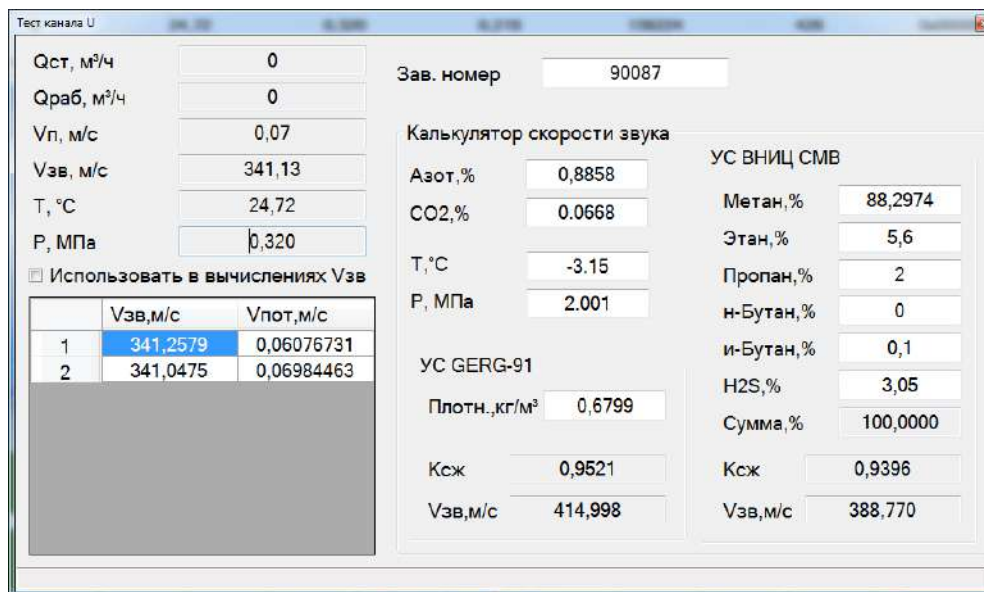 Тест канала U
Qст, м³/ч 0
Qраб, м³/ч 0
Vп, м/с 0,07
Vзв, м/с 341,13
T, °C 24,72
P, МПа 0,320
Использовать в вычислениях Vзв
Vзв,м/с Vпот,м/с
1 341,2579 0,06076731
2 341,0475 0,06984463
Зав. номер 90087
Калькулятор скорости звука
Азот,% 0,8858
CO2,% 0.0668
T,°C -3.15
P, МПа 2.001
УС GERG-91
Плотн.,кг/м³ 0,6799
Ксж 0,9521
Vзв,м/с 414,998
УС ВНИЦ СМВ
Метан,% 88,2974
Этан,% 5,6
Пропан,% 2
н-Бутан,% 0
и-Бутан,% 0,1
H2S,% 3,05
Сумма,% 100,0000
Ксж 0,9396
Vзв,м/с 388,770